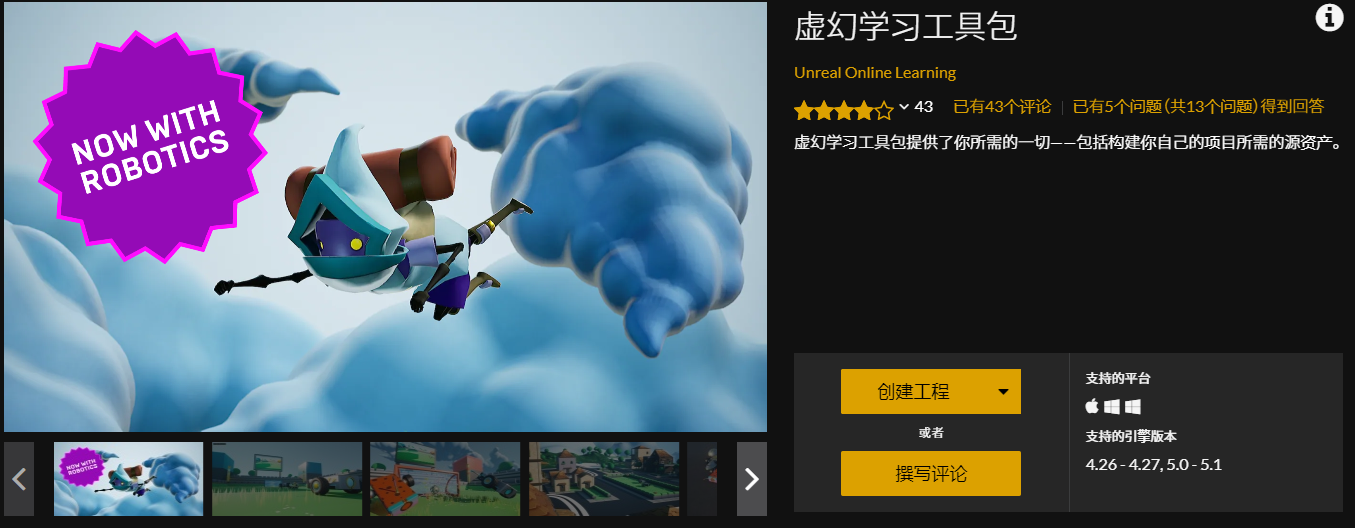 NOW WITH
ROBOTICS
虚幻学习工具包
Unreal Online Learning
43 已有43个评论 | 已有5个问题(共13个问题)得到回答
虚幻学习工具包提供了你所需的一切——包括构建你自己的项目所需的源资产。
NOW WITH
ROBOTICS
创建工程
或者
撰写评论
支持的平台
支持的引擎版本
4.26 - 4.27, 5.0 - 5.1